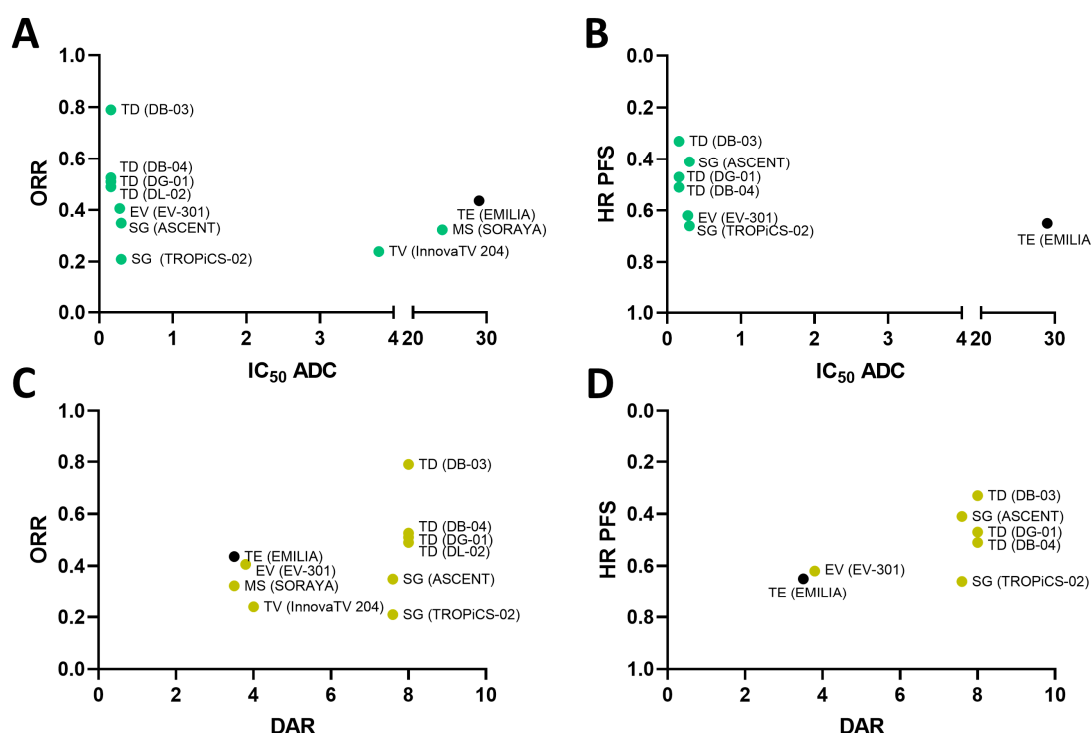 A
ORR
1.0
0.8
0.6
0.4
0.2
0.0
TD (DB-03)
TD (DB-04)
TD (DG-01)
TD (DL-02)
EV (EV-301)
SG (ASCENT)
SG (TROPiCS-02)
TE (EMILIA)
MS (SORAYA)
TV (InnovaTV 204)
0 1 2 3 4 20 30
IC50 ADC
B
HR PFS
0.0
0.2
0.4
0.6
0.8
1.0
TD (DB-03)
SG (ASCENT)
TD (DG-01)
TD (DB-04)
EV (EV-301)
SG (TROPiCS-02)
TE (EMILIA
0 1 2 3 4 20 30
IC50 ADC
C
ORR
1.0
0.8
0.6
0.4
0.2
0.0
TD (DB-03)
TD (DB-04)
TD (DG-01)
TD (DL-02)
TE (EMILIA)
EV (EV-301)
MS (SORAYA)
SG (ASCENT)
TV (InnovaTV 204)
SG (TROPiCS-02)
0 2 4 6 8 10
DAR
D
HR PFS
0.0
0.2
0.4
0.6
0.8
1.0
TD (DB-03)
SG (ASCENT)
TD (DG-01)
TD (DB-04)
EV (EV-301)
TE (EMILIA)
SG (TROPiCS-02)
0 2 4 6 8 10
DAR